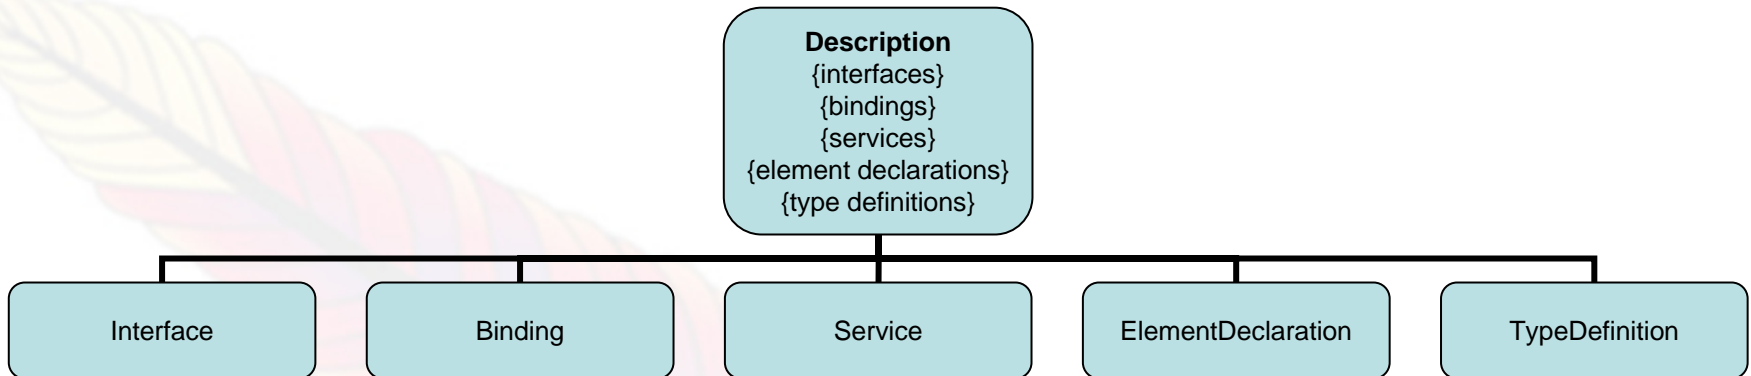 Description
{interfaces}
{bindings}
{services}
{element declarations}
{type definitions}
Interface
Binding
Service
ElementDeclaration
TypeDefinition